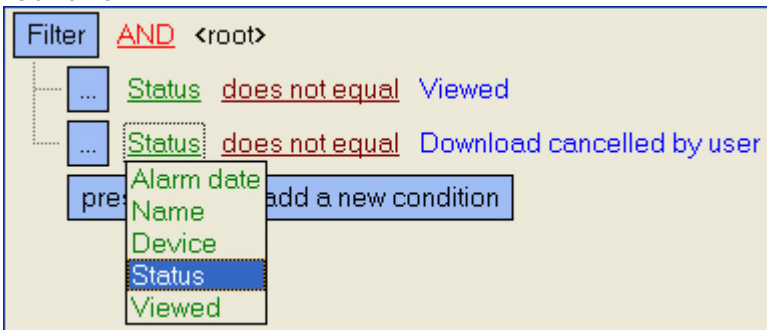 Filter AND <root>
... Status does not equal Viewed
... Status does not equal Download cancelled by user
Alarm date
add a new condition
Name
Device
Status
Viewed